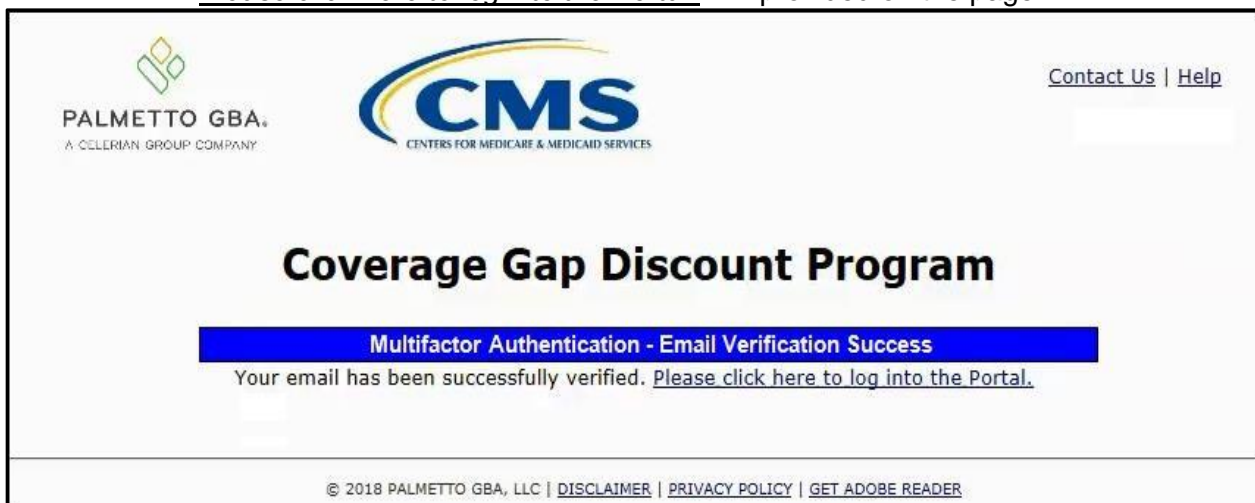 PALMETTO GBA.
A CELERIAN GROUP COMPANY
CMS
CENTERS FOR MEDICARE & MEDICAID SERVICES
Contact Us | Help
Coverage Gap Discount Program
Multifactor Authentication - Email Verification Success
Your email has been successfully verified. Please click here to log into the Portal.
© 2018 PALMETTO GBA, LLC | DISCLAIMER | PRIVACY POLICY | GET ADOBE READER